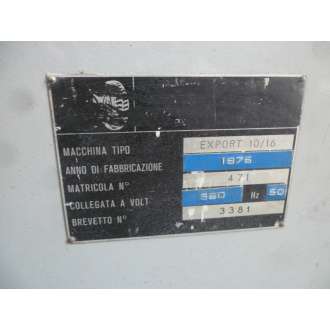 MACCHINA TIPO EXPORT 10/16
ANNO DI FABBRICAZIONE 1976
MATRICOLA N° 471
COLLEGATA A VOLT 380 Hz 50
BREVETTO N° 3381